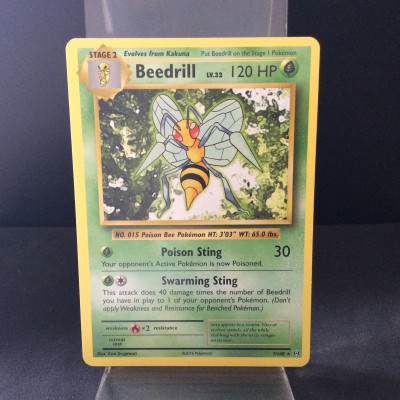 STAGE 2 Evolves from Kakuna Put Beedrill on the Stage 1 Pokémon
Beedrill LV.32 120 HP
NO. 015 Poison Bee Pokémon HT: 3'03" WT: 65.0 lbs.
Poison Sting 30
Your opponent's Active Pokémon is now Poisoned.
Swarming Sting
This attack does 40 damage times the number of Beedrill
you have in play to 1 of your opponent's Pokémon. (Don't
apply Weakness and Resistance for Benched Pokémon.)
weakness ×2 resistance
retreat
cost
©2016 Pokémon